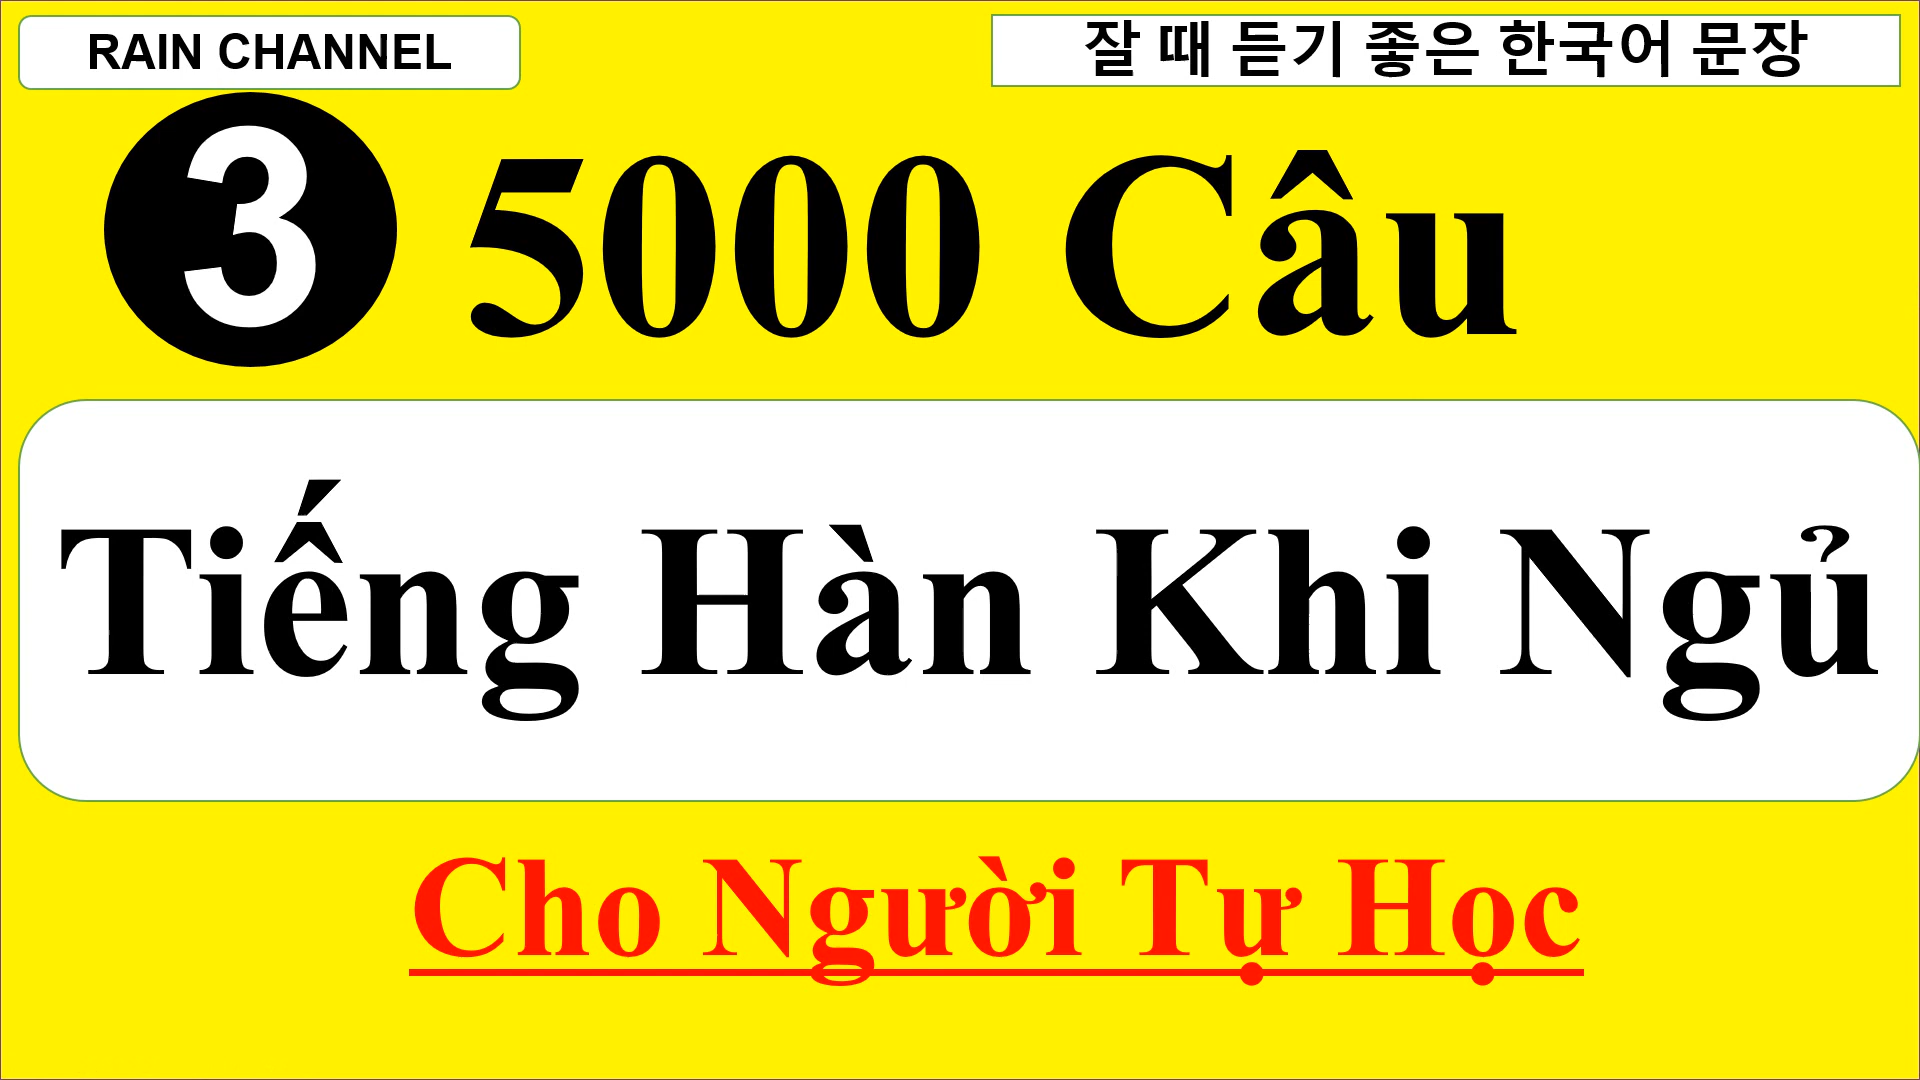 RAIN CHANNEL
잘 때 듣기 좋은 한국어 문장
3 5000 Câu
Tiếng Hàn Khi Ngủ
Cho Người Tự Học